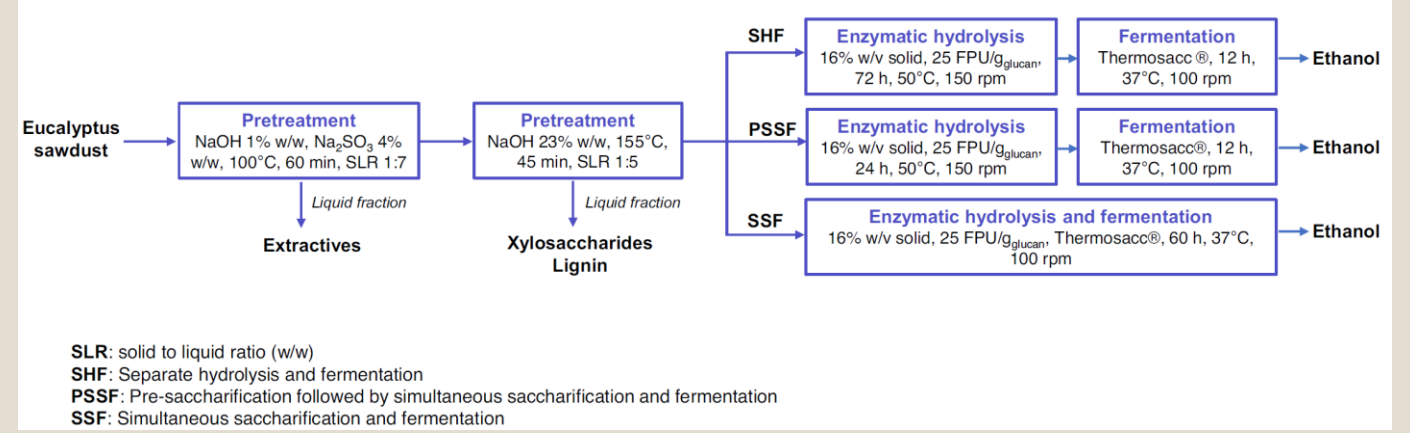 Eucalyptus
sawdust
Pretreatment
NaOH 1% w/w, Na₂SO₃ 4%
w/w, 100°C, 60 min, SLR 1:7
Liquid fraction
Extractives
Pretreatment
NaOH 23% w/w, 155°C,
45 min, SLR 1:5
Liquid fraction
Xylosaccharides
Lignin
SHF
Enzymatic hydrolysis
16% w/v solid, 25 FPU/g_glucan,
72 h, 50°C, 150 rpm
Fermentation
Thermosacc ®, 12 h,
37°C, 100 rpm
Ethanol
PSSF
Enzymatic hydrolysis
16% w/v solid, 25 FPU/g_glucan,
24 h, 50°C, 150 rpm
Fermentation
Thermosacc®, 12 h,
37°C, 100 rpm
Ethanol
SSF
Enzymatic hydrolysis and fermentation
16% w/v solid, 25 FPU/g_glucan, Thermosacc®, 60 h, 37°C,
100 rpm
Ethanol
SLR: solid to liquid ratio (w/w)
SHF: Separate hydrolysis and fermentation
PSSF: Pre-saccharification followed by simultaneous saccharification and fermentation
SSF: Simultaneous saccharification and fermentation